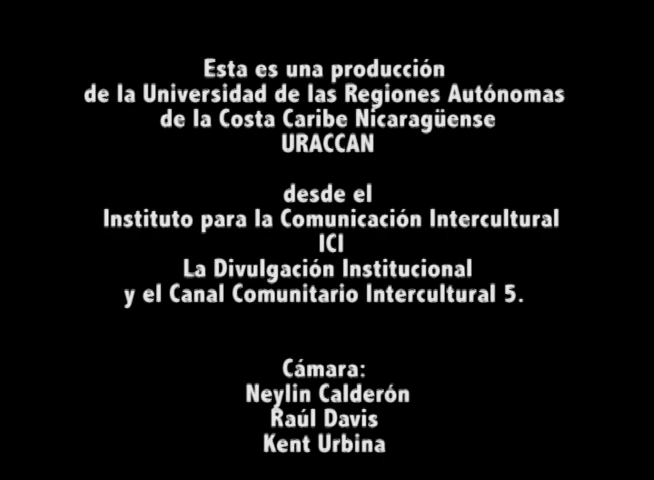 Esta es una producción
de la Universidad de las Regiones Autónomas
de la Costa Caribe Nicaragüense
URACCAN
desde el
Instituto para la Comunicación Intercultural
ICI
La Divulgación Institucional
y el Canal Comunitario Intercultural 5.
Cámara:
Neylin Calderón
Raúl Davis
Kent Urbina